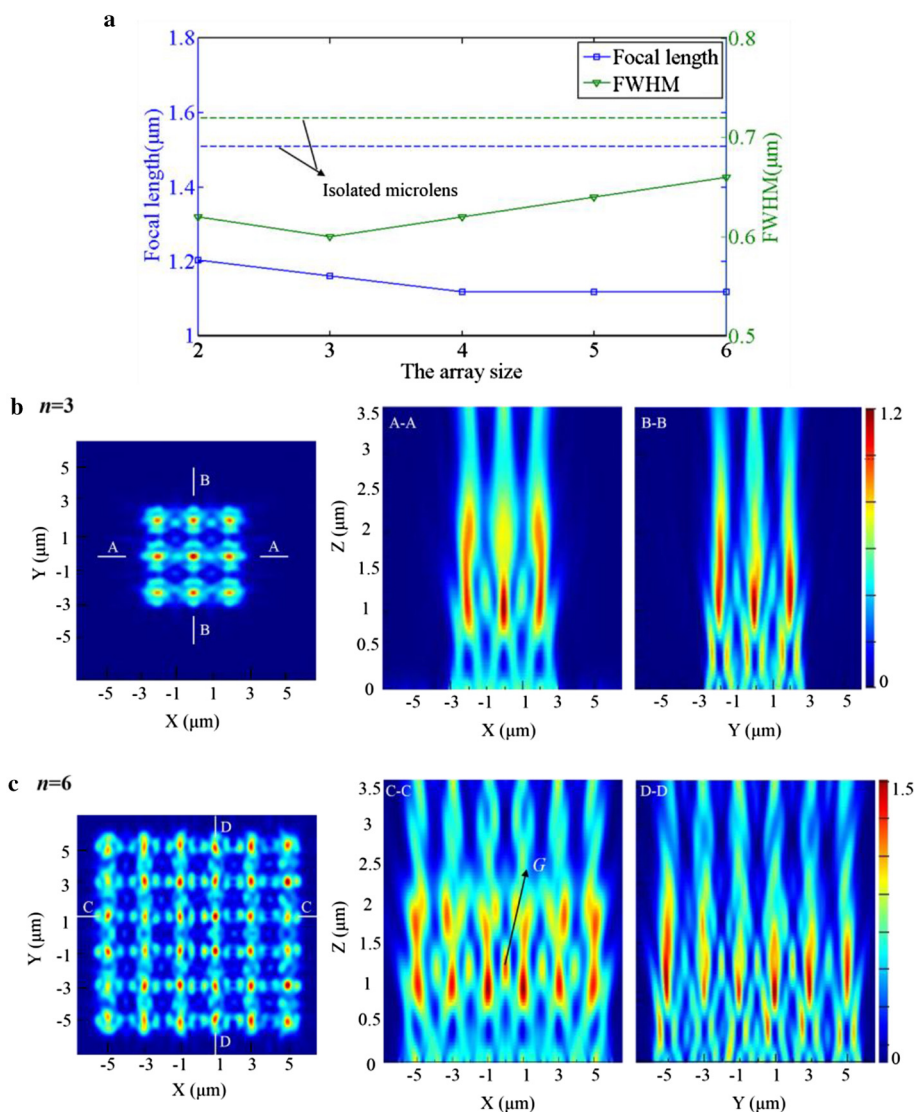 a
1.8
1.6
1.4
1.2
1
Focal length(μm)
0.8
0.7
0.6
0.5
FWHM(μm)
Focal length
FWHM
Isolated microlens
2 3 4 5 6
The array size
b n=3
5
3
1
-1
-3
-5
Y (μm)
A A
B
B
-5 -3 -1 1 3 5
X (μm)
A-A
3.5
3
2.5
2
1.5
1
0.5
0
Z (μm)
-5 -3 -1 1 3 5
X (μm)
B-B
-5 -3 -1 1 3 5
Y (μm)
1.2
0
c n=6
5
3
1
-1
-3
-5
Y (μm)
C C
D
D
-5 -3 -1 1 3 5
X (μm)
C-C
G
3.5
3
2.5
2
1.5
1
0.5
0
Z (μm)
-5 -3 -1 1 3 5
X (μm)
D-D
-5 -3 -1 1 3 5
Y (μm)
1.5
0